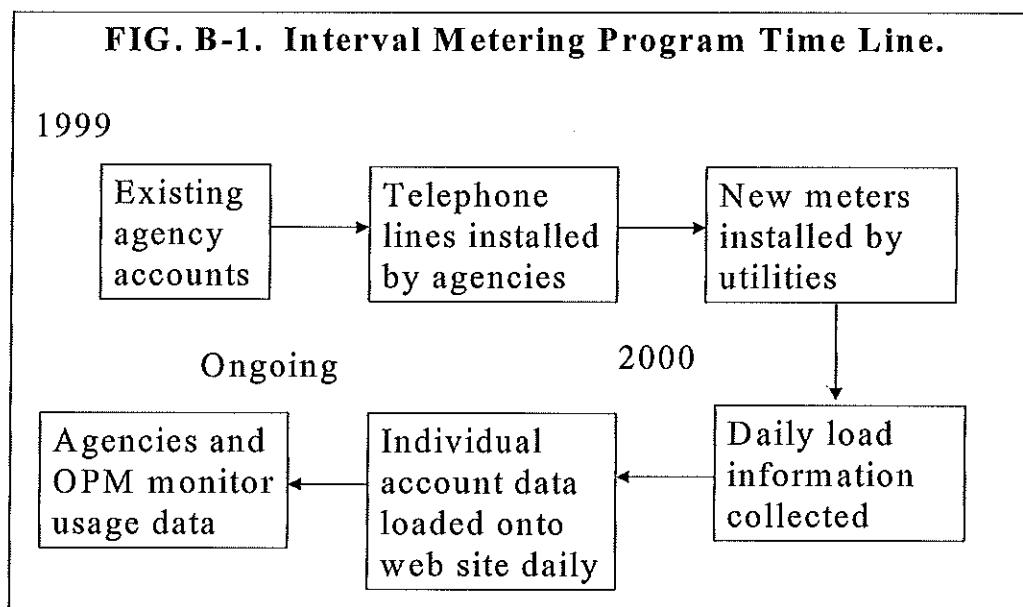 FIG. B-1. Interval Metering Program Time Line.
1999
Existing
agency
accounts
Telephone
lines installed
by agencies
New meters
installed by
utilities
Ongoing
2000
Agencies and
OPM monitor
usage data
Individual
account data
loaded onto
web site daily
Daily load
information
collected